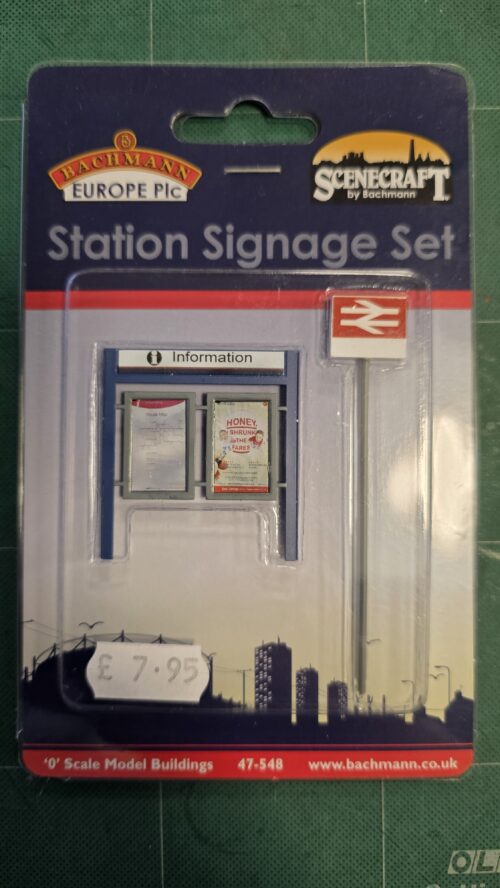 BACHMANN
EUROPE Plc
SCENECRAFT
by Bachmann
Station Signage Set
i Information
HONEY,
SHRUNK
THE
FARES
£ 7.95
'0' Scale Model Buildings 47-548 www.bachmann.co.uk
OL